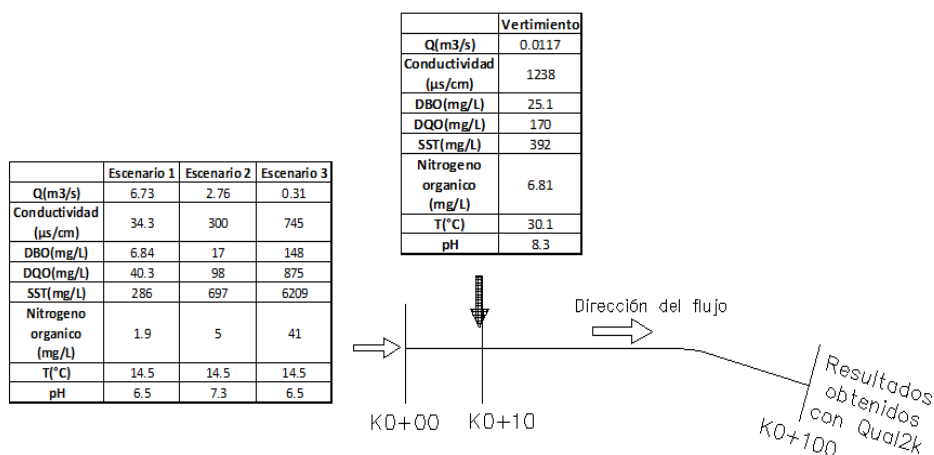 Vertimiento
Q(m3/s) 0.0117
Conductividad
(µs/cm) 1238
DBO(mg/L) 25.1
DQO(mg/L) 170
SST(mg/L) 392
Nitrogeno
organico 6.81
(mg/L)
T(°C) 30.1
pH 8.3
Escenario 1 Escenario 2 Escenario 3
Q(m3/s) 6.73 2.76 0.31
Conductividad
(µs/cm) 34.3 300 745
DBO(mg/L) 6.84 17 148
DQO(mg/L) 40.3 98 875
SST(mg/L) 286 697 6209
Nitrogeno
organico 1.9 5 41
(mg/L)
T(°C) 14.5 14.5 14.5
pH 6.5 7.3 6.5
Dirección del flujo
K0+00 K0+10
K0+100
Resultados
obtenidos
con Qual2k